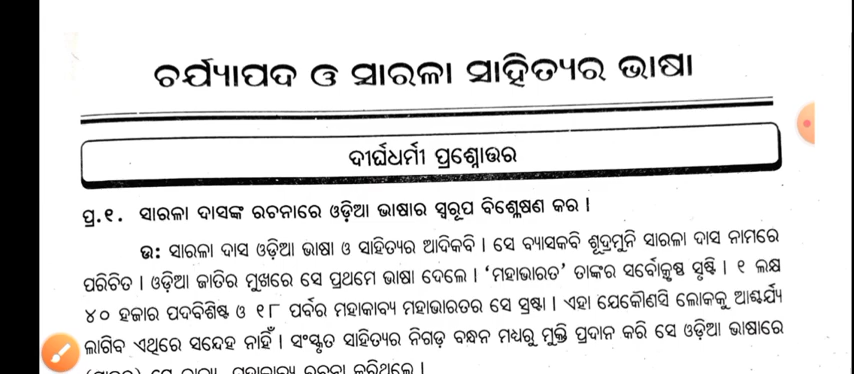 ଚର୍ଯ୍ୟାପଦ ଓ ସାରଳା ସାହିତ୍ୟର ଭାଷା
ଦୀର୍ଘଧର୍ମୀ ପ୍ରଶ୍ନୋତ୍ତର
ପ୍ର.୧. ସାରଳା ଦାସଙ୍କ ରଚନାରେ ଓଡ଼ିଆ ଭାଷାର ସ୍ୱରୂପ ବିଶ୍ଳେଷଣ କର ।
ଉ: ସାରଳା ଦାସ ଓଡ଼ିଆ ଭାଷା ଓ ସାହିତ୍ୟର ଆଦିକବି । ସେ ବ୍ୟାସକବି ଶୂଦ୍ରମୁନି ସାରଳା ଦାସ ନାମରେ
ପରିଚିତ । ଓଡ଼ିଆ ଜାତିର ମୁଖରେ ସେ ପ୍ରଥମେ ଭାଷା ଦେଲେ । 'ମହାଭାରତ' ତାଙ୍କର ସର୍ବୋତ୍କୃଷ୍ଟ ସୃଷ୍ଟି । ୧ ଲକ୍ଷ
୪୦ ହଜାର ପଦବିଶିଷ୍ଟ ଓ ୧୮ ପର୍ବର ମହାକାବ୍ୟ ମହାଭାରତର ସେ ସ୍ରଷ୍ଟା । ଏହା ଯେକୌଣସି ଲୋକକୁ ଆଶ୍ଚର୍ଯ୍ୟ
ଲାଗିବ ଏଥିରେ ସନ୍ଦେହ ନାହିଁ । ସଂସ୍କୃତ ସାହିତ୍ୟର ନିଗଡ଼ ବନ୍ଧନ ମଧ୍ୟରୁ ମୁକ୍ତି ପ୍ରଦାନ କରି ସେ ଓଡ଼ିଆ ଭାଷାରେ